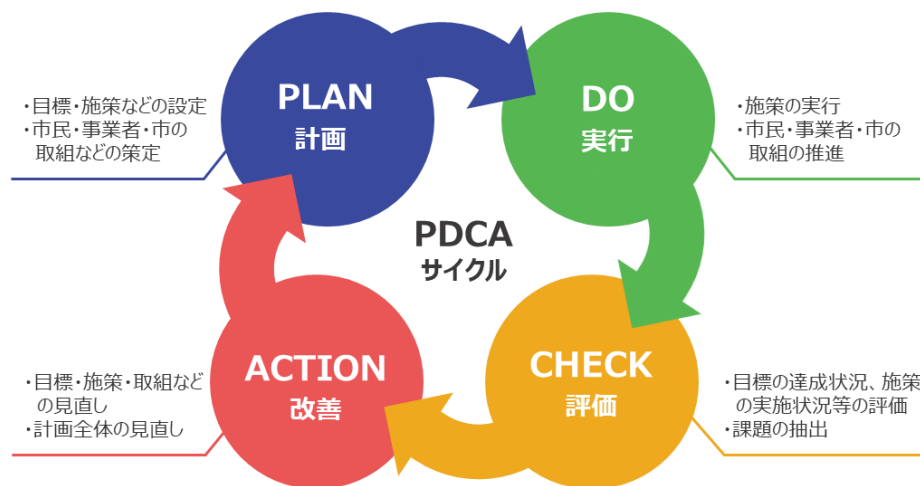 PLAN
計画
・目標・施策などの設定
・市民・事業者・市の
取組などの策定
DO
実行
・施策の実行
・市民・事業者・市の
取組の推進
PDCA
サイクル
CHECK
評価
・目標の達成状況、施策
の実施状況等の評価
・課題の抽出
ACTION
改善
・目標・施策・取組など
の見直し
・計画全体の見直し